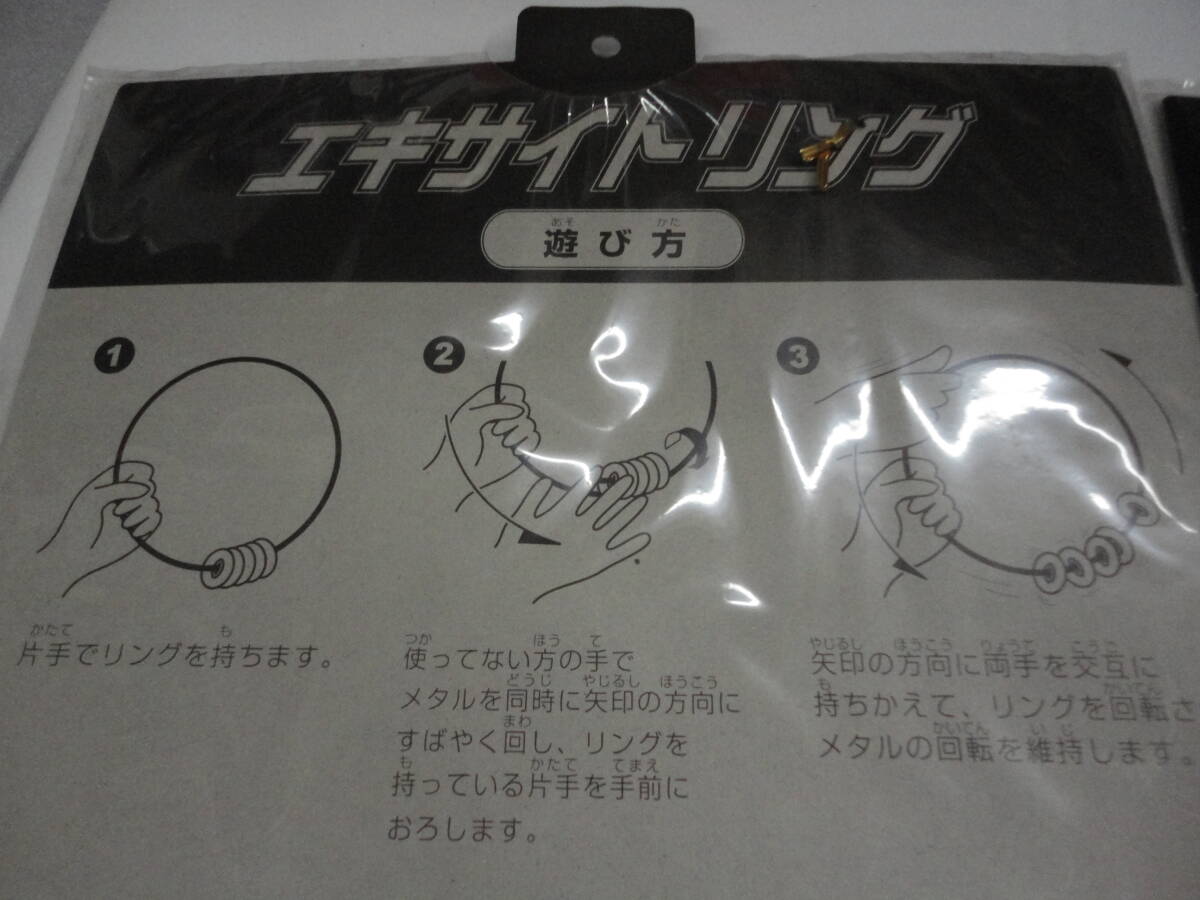 エキサイトリング
遊び方
1
片手でリングを持ちます。
2
使ってない方の手で
メタルを同時に矢印の方向に
すばやく回し、リングを
持っている片手を手前に
おろします。
3
矢印の方向に両手を交互に
持ちかえて、リングを回転さ
メタルの回転を維持します。